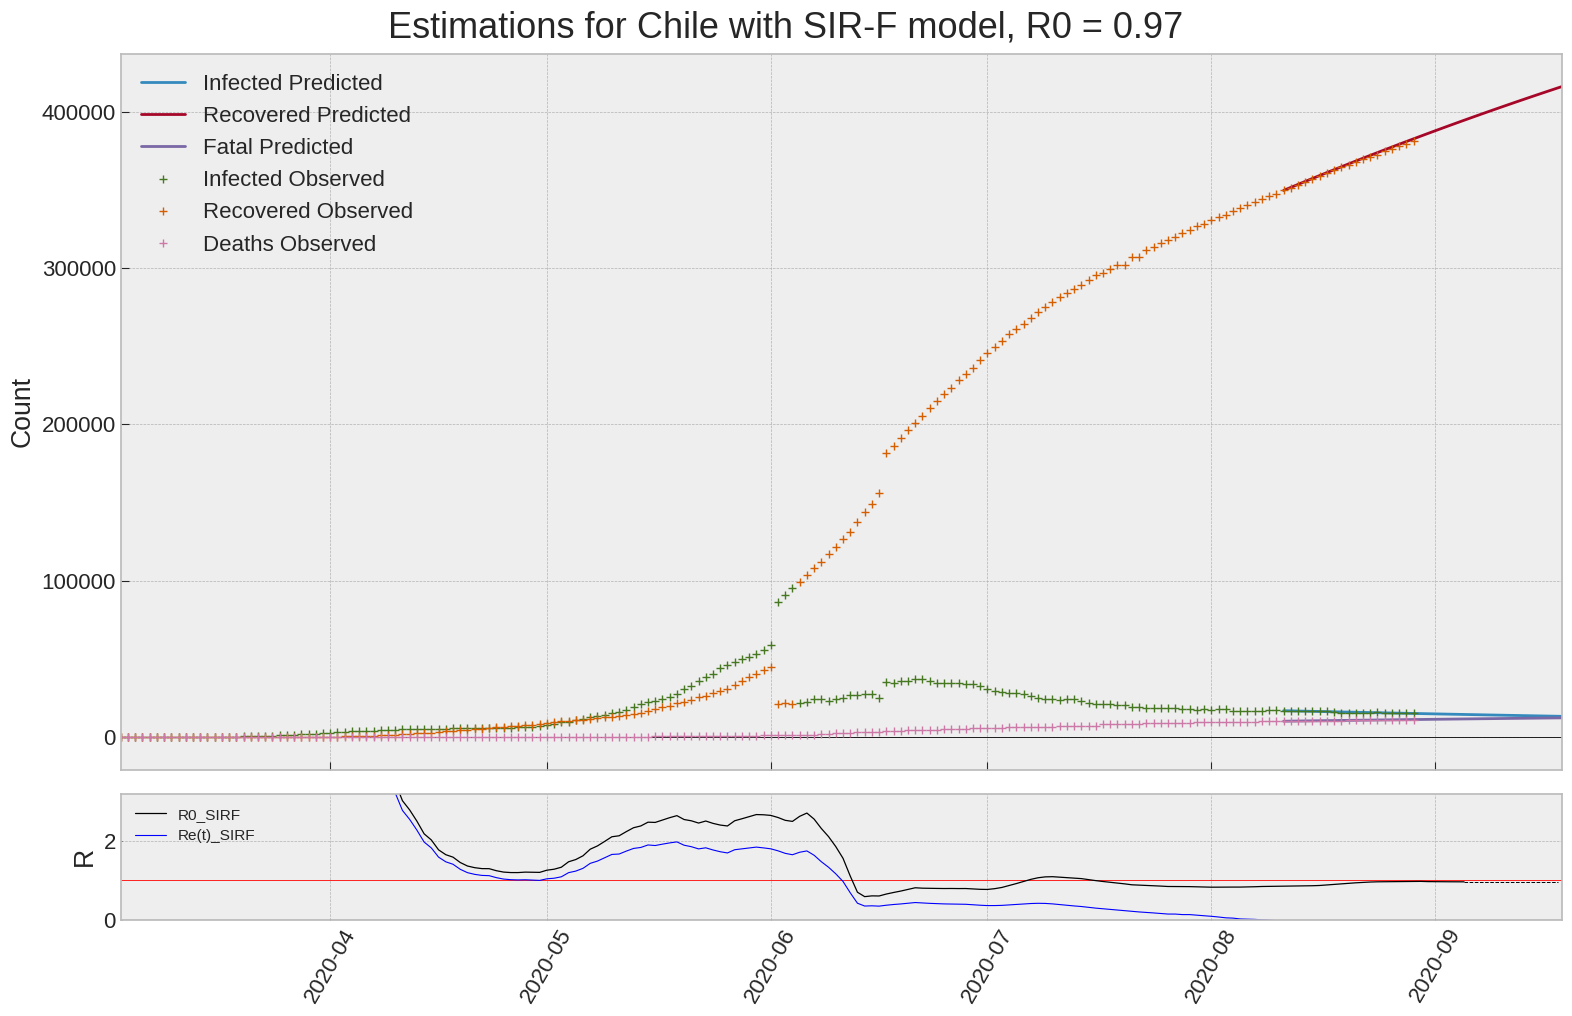 Estimations for Chile with SIR-F model, R0 = 0.97
Infected Predicted
Recovered Predicted
Fatal Predicted
Infected Observed
Recovered Observed
Deaths Observed
400000
300000
200000
100000
0
Count
R0_SIRF
Re(t)_SIRF
2
1
0
R
2020-04
2020-05
2020-06
2020-07
2020-08
2020-09